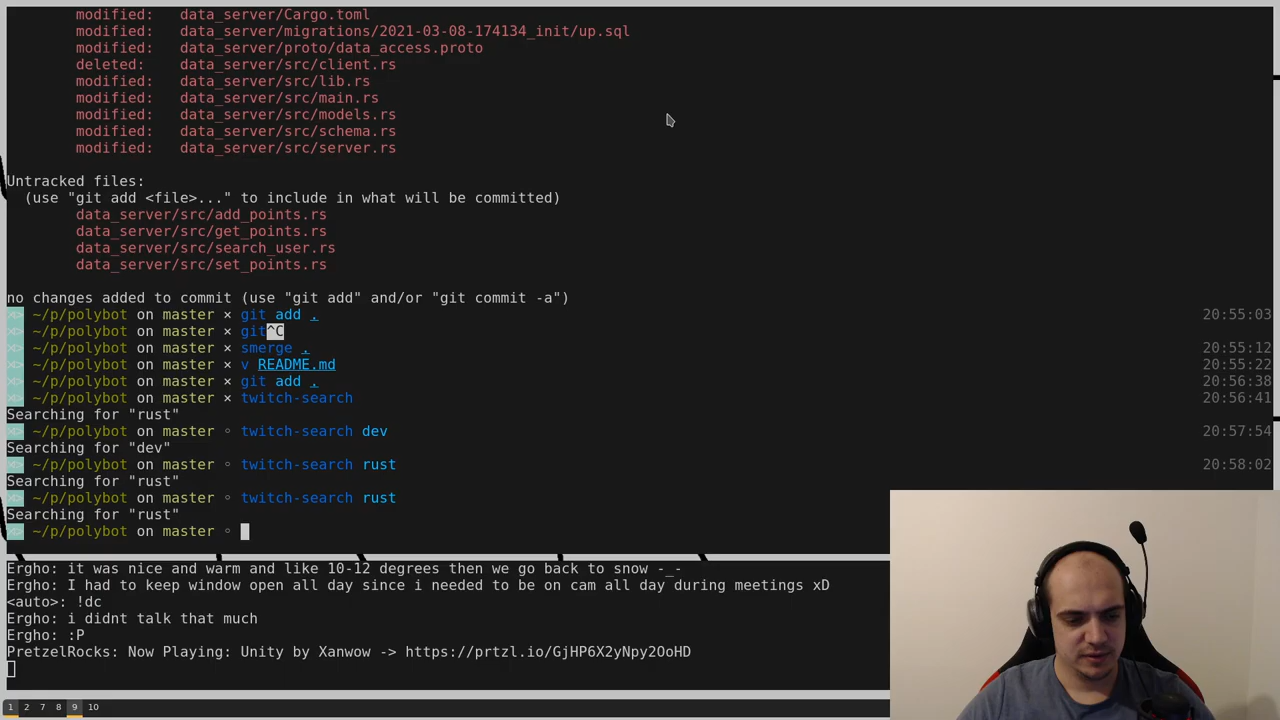 modified:   data_server/Cargo.toml
modified:   data_server/migrations/2021-03-08-174134_init/up.sql
modified:   data_server/proto/data_access.proto
deleted:    data_server/src/client.rs
modified:   data_server/src/lib.rs
modified:   data_server/src/main.rs
modified:   data_server/src/models.rs
modified:   data_server/src/schema.rs
modified:   data_server/src/server.rs
Untracked files:
(use "git add <file>..." to include in what will be committed)
data_server/src/add_points.rs
data_server/src/get_points.rs
data_server/src/search_user.rs
data_server/src/set_points.rs
no changes added to commit (use "git add" and/or "git commit -a")
~/p/polybot on master × git add . 20:55:03
~/p/polybot on master × git^C
~/p/polybot on master × smerge . 20:55:12
~/p/polybot on master × v README.md 20:55:22
~/p/polybot on master × git add . 20:56:38
~/p/polybot on master × twitch-search 20:56:41
Searching for "rust"
~/p/polybot on master ◦ twitch-search dev 20:57:54
Searching for "dev"
~/p/polybot on master ◦ twitch-search rust 20:58:02
Searching for "rust"
~/p/polybot on master ◦ twitch-search rust
Searching for "rust"
~/p/polybot on master ◦
Ergho: it was nice and warm and like 10-12 degrees then we go back to snow -_-
Ergho: I had to keep window open all day since i needed to be on cam all day during meetings xD
<auto>: !dc
Ergho: i didnt talk that much
Ergho: :P
PretzelRocks: Now Playing: Unity by Xanwow -> https://prtzl.io/GjHP6X2yNpy2OoHD
1 2 7 8 9 10